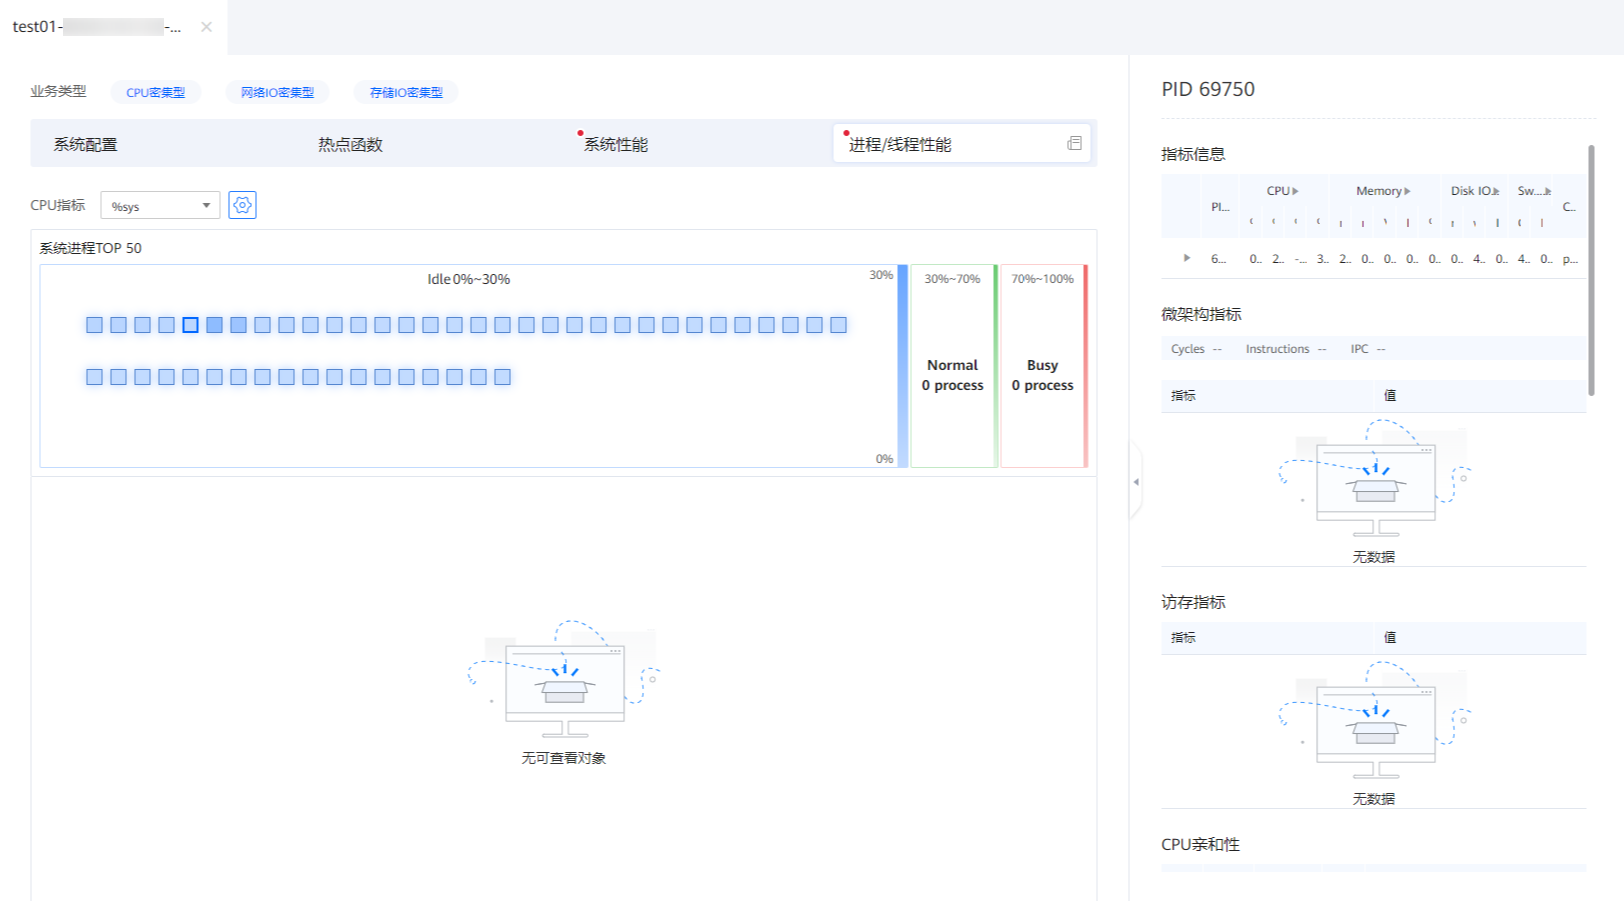 test01- -...
业务类型 CPU密集型 网络IO密集型 存储IO密集型
系统配置 热点函数 系统性能 进程/线程性能
CPU指标 %sys
系统进程TOP 50
Idle 0%~30%
30%
0%
30%~70%
Normal
0 process
70%~100%
Busy
0 process
无可查看对象
PID 69750
指标信息
PI... CPU Memory Disk IO.. Sw... C..
6... 0.. 2.. -... 3.. 2.. 0.. 0.. 0.. 0.. 0.. 4.. 0.. 4.. 0.. p...
微架构指标
Cycles -- Instructions -- IPC --
指标 值
无数据
访存指标
指标 值
无数据
CPU亲和性